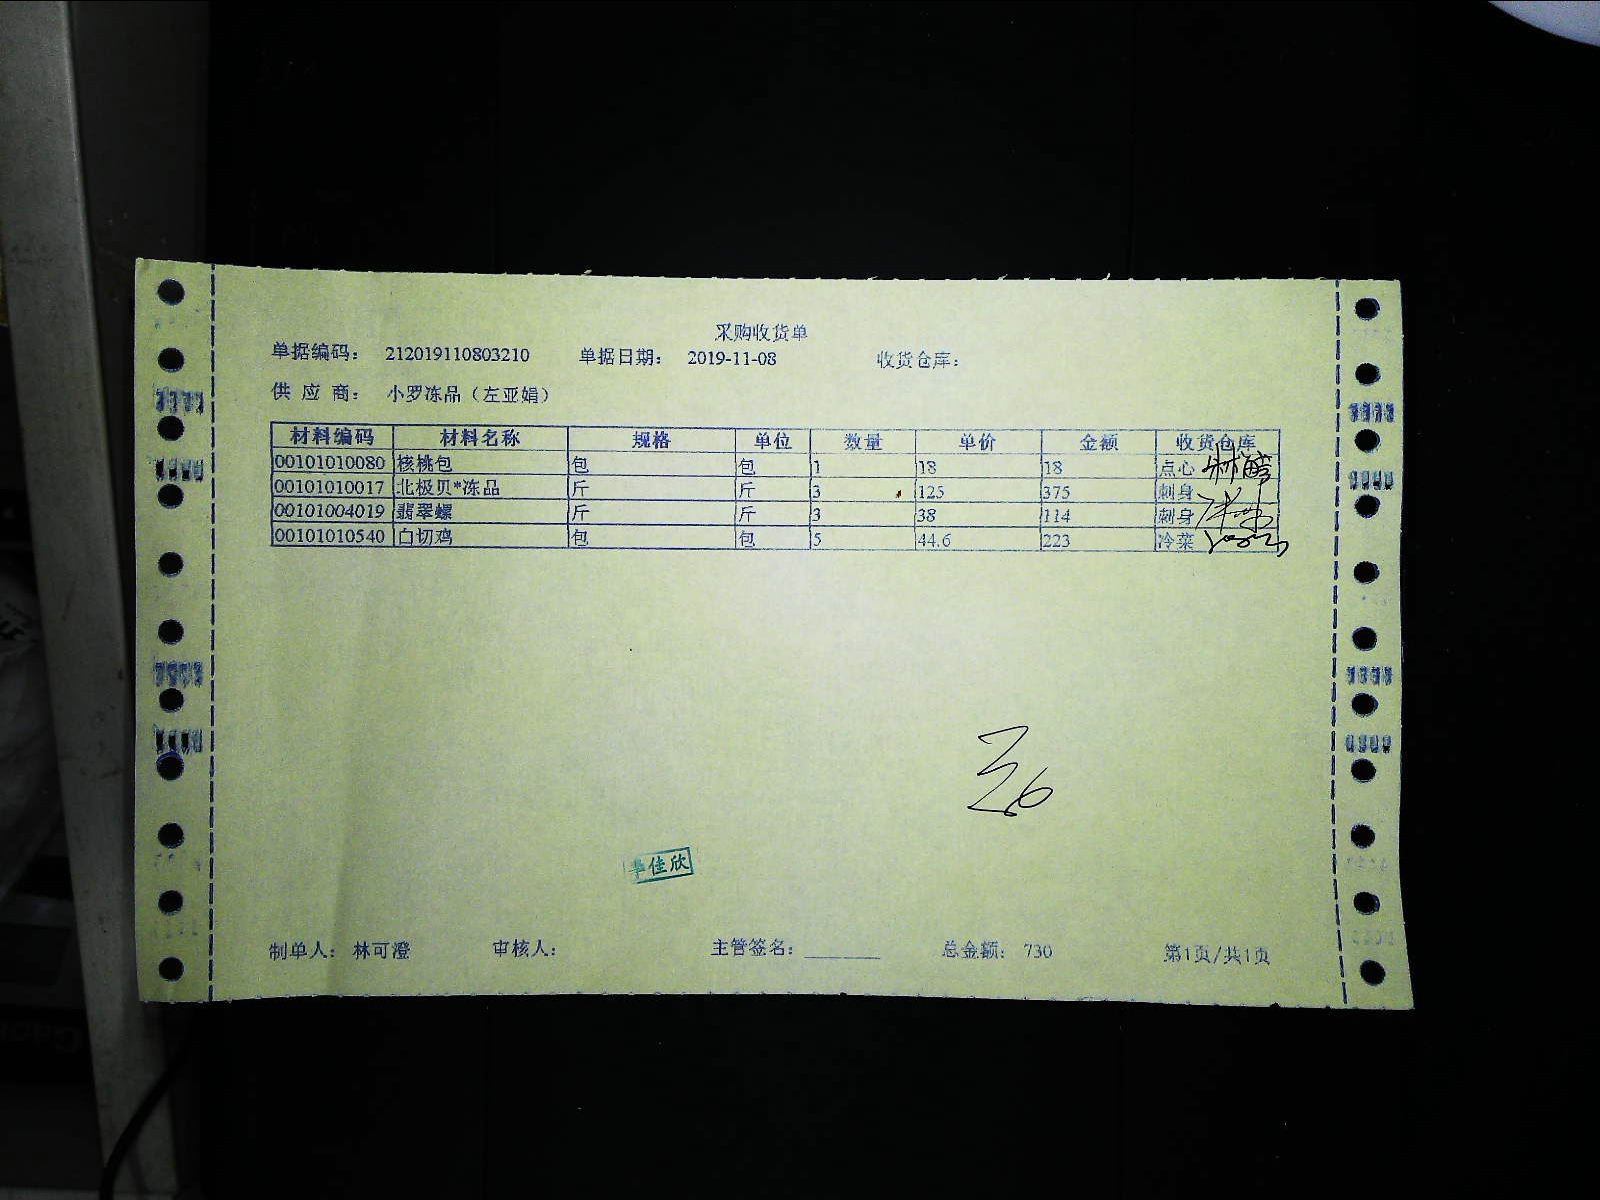 采购收货单
单据编码: 212019110803210 单据日期: 2019-11-08 收货仓库:
供 应 商: 小罗冻品（左亚娟）
材料编码 材料名称 规格 单位 数量 单价 金额 收货仓库
00101010080 核桃包 包 包 1 18 18 点心
00101010017 北极贝*冻品 斤 斤 3 125 375 刺身
00101004019 翡翠螺 斤 斤 3 38 114 刺身
00101010540 白切鸡 包 包 5 44.6 223 冷菜
佳欣
制单人: 林可澄 审核人: 主管签名: 总金额: 730 第1页/共1页